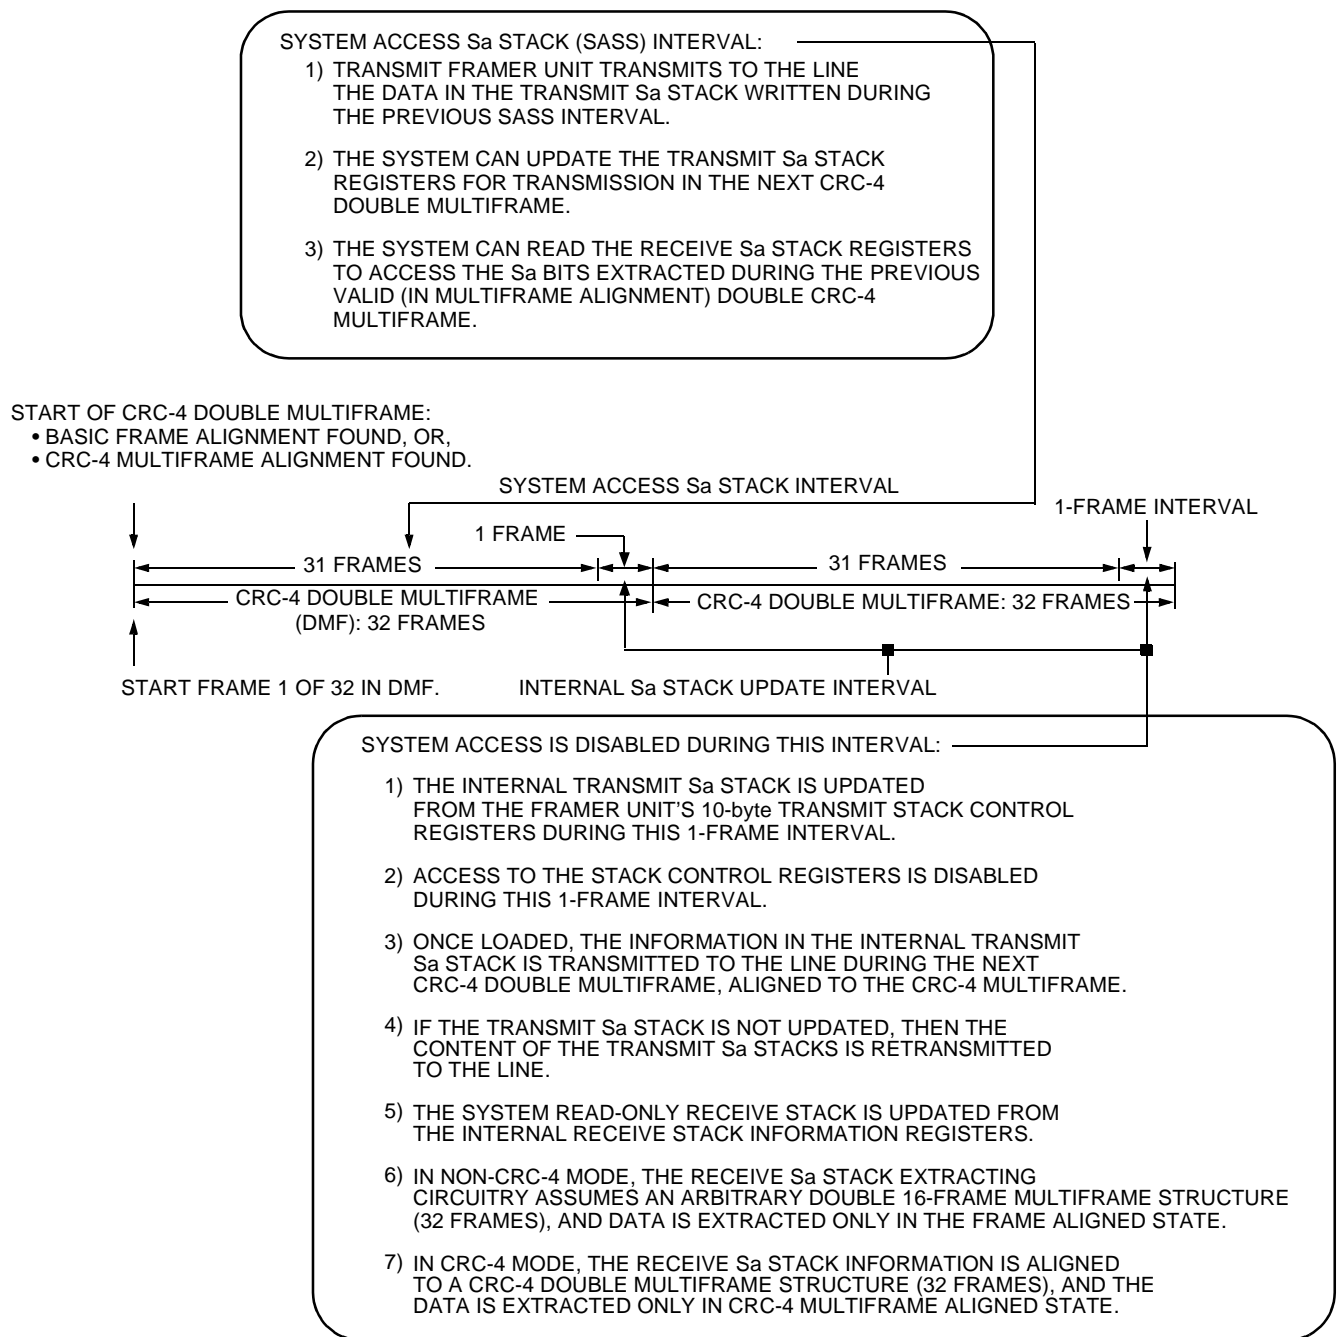 SYSTEM ACCESS Sa STACK (SASS) INTERVAL:
1) TRANSMIT FRAMER UNIT TRANSMITS TO THE LINE
THE DATA IN THE TRANSMIT Sa STACK WRITTEN DURING
THE PREVIOUS SASS INTERVAL.
2) THE SYSTEM CAN UPDATE THE TRANSMIT Sa STACK
REGISTERS FOR TRANSMISSION IN THE NEXT CRC-4
DOUBLE MULTIFRAME.
3) THE SYSTEM CAN READ THE RECEIVE Sa STACK REGISTERS
TO ACCESS THE Sa BITS EXTRACTED DURING THE PREVIOUS
VALID (IN MULTIFRAME ALIGNMENT) DOUBLE CRC-4
MULTIFRAME.
START OF CRC-4 DOUBLE MULTIFRAME:
• BASIC FRAME ALIGNMENT FOUND, OR,
• CRC-4 MULTIFRAME ALIGNMENT FOUND.
SYSTEM ACCESS Sa STACK INTERVAL
1-FRAME INTERVAL
1 FRAME
31 FRAMES
31 FRAMES
CRC-4 DOUBLE MULTIFRAME
(DMF): 32 FRAMES
CRC-4 DOUBLE MULTIFRAME: 32 FRAMES
START FRAME 1 OF 32 IN DMF.
INTERNAL Sa STACK UPDATE INTERVAL
SYSTEM ACCESS IS DISABLED DURING THIS INTERVAL:
1) THE INTERNAL TRANSMIT Sa STACK IS UPDATED
FROM THE FRAMER UNIT'S 10-byte TRANSMIT STACK CONTROL
REGISTERS DURING THIS 1-FRAME INTERVAL.
2) ACCESS TO THE STACK CONTROL REGISTERS IS DISABLED
DURING THIS 1-FRAME INTERVAL.
3) ONCE LOADED, THE INFORMATION IN THE INTERNAL TRANSMIT
Sa STACK IS TRANSMITTED TO THE LINE DURING THE NEXT
CRC-4 DOUBLE MULTIFRAME, ALIGNED TO THE CRC-4 MULTIFRAME.
4) IF THE TRANSMIT Sa STACK IS NOT UPDATED, THEN THE
CONTENT OF THE TRANSMIT Sa STACKS IS RETRANSMITTED
TO THE LINE.
5) THE SYSTEM READ-ONLY RECEIVE STACK IS UPDATED FROM
THE INTERNAL RECEIVE STACK INFORMATION REGISTERS.
6) IN NON-CRC-4 MODE, THE RECEIVE Sa STACK EXTRACTING
CIRCUITRY ASSUMES AN ARBITRARY DOUBLE 16-FRAME MULTIFRAME STRUCTURE
(32 FRAMES), AND DATA IS EXTRACTED ONLY IN THE FRAME ALIGNED STATE.
7) IN CRC-4 MODE, THE RECEIVE Sa STACK INFORMATION IS ALIGNED
TO A CRC-4 DOUBLE MULTIFRAME STRUCTURE (32 FRAMES), AND THE
DATA IS EXTRACTED ONLY IN CRC-4 MULTIFRAME ALIGNED STATE.